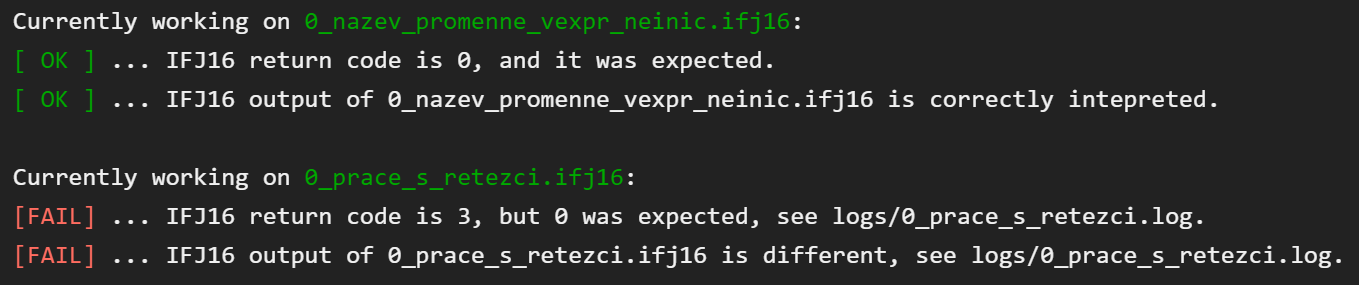 Currently working on 0_nazev_promenne_vexpr_neinic.ifj16:
[ OK ] ... IFJ16 return code is 0, and it was expected.
[ OK ] ... IFJ16 output of 0_nazev_promenne_vexpr_neinic.ifj16 is correctly intepreted.
Currently working on 0_prace_s_retezci.ifj16:
[FAIL] ... IFJ16 return code is 3, but 0 was expected, see logs/0_prace_s_retezci.log.
[FAIL] ... IFJ16 output of 0_prace_s_retezci.ifj16 is different, see logs/0_prace_s_retezci.log.